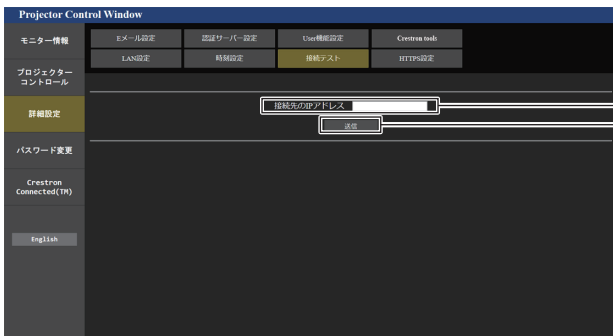 Projector Control Window
モニター情報
Eメール設定
認証サーバー設定
User機能設定
Crestron tools
LAN設定
時刻設定
接続テスト
HTTPS設定
プロジェクター
コントロール
詳細設定
接続先のIPアドレス
送信
パスワード変更
Crestron
Connected(TM)
English